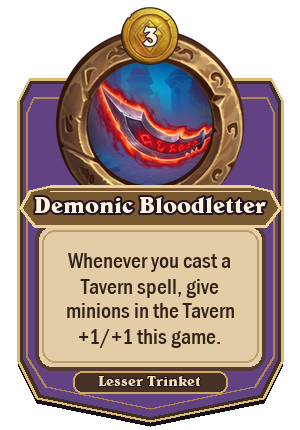 3
Demonic Bloodletter
Whenever you cast a
Tavern spell, give
minions in the Tavern
+1/+1 this game.
Lesser Trinket